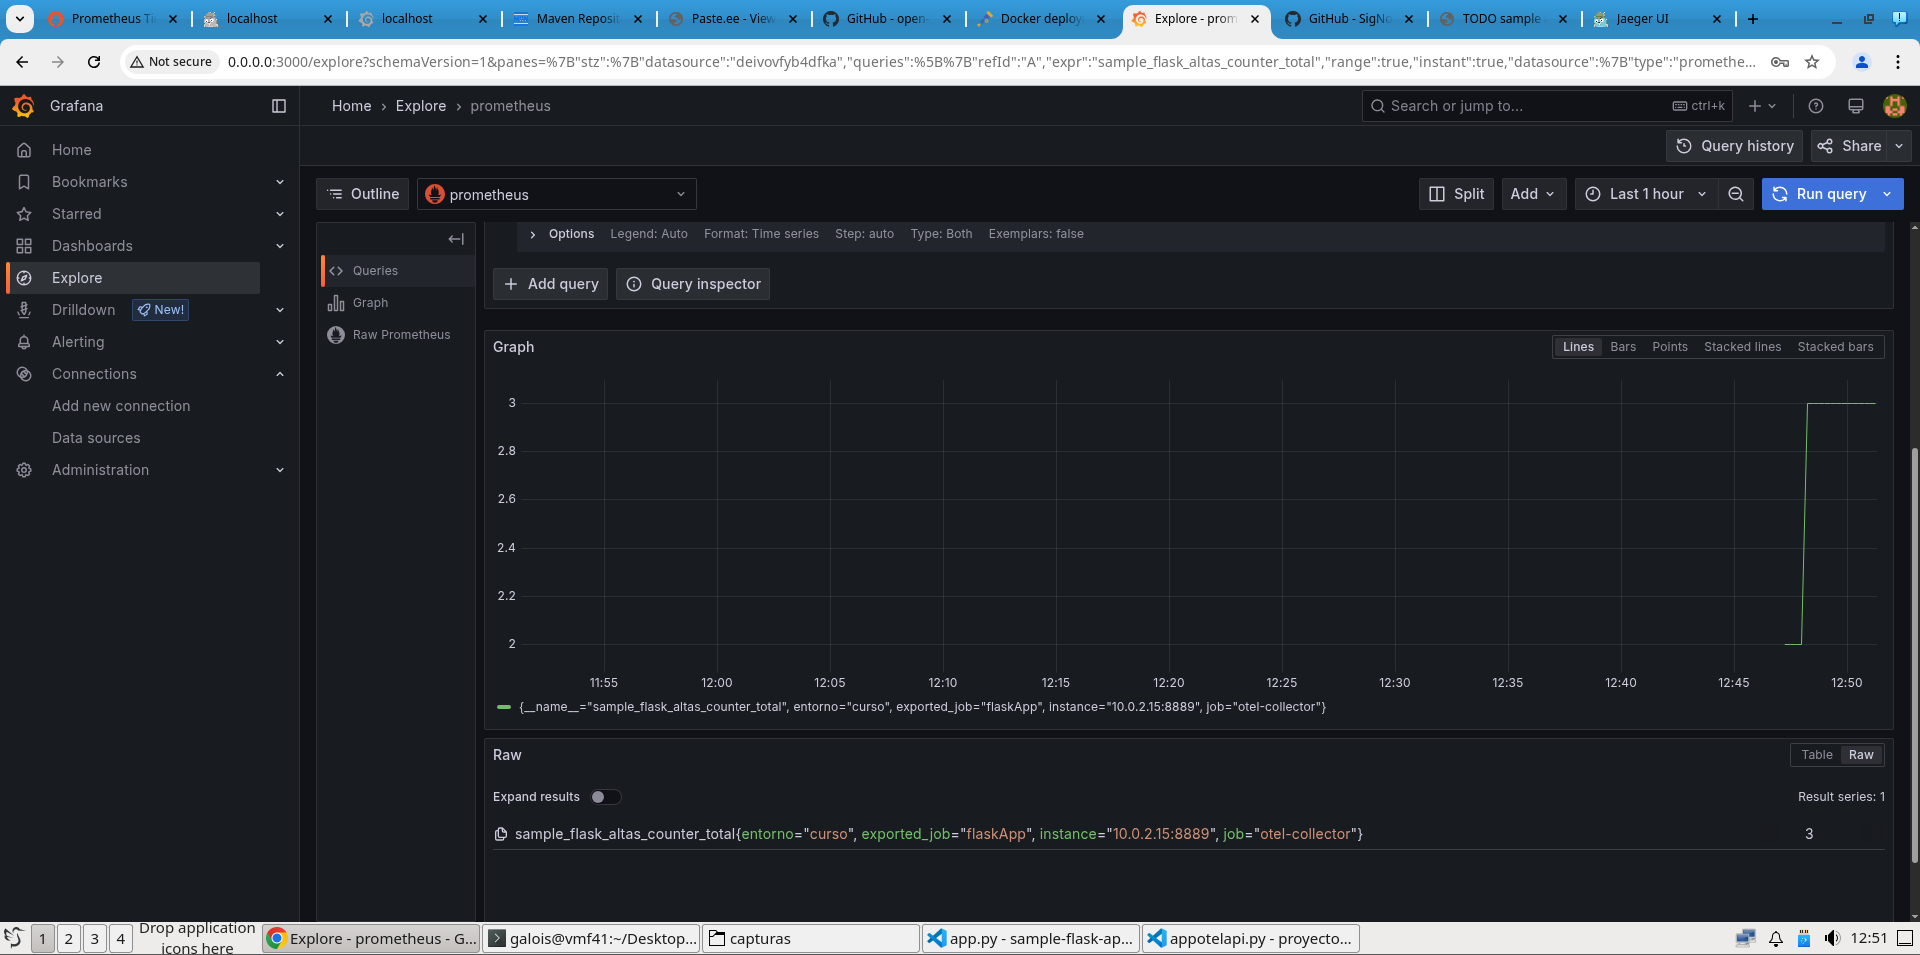 Prometheus Ti
localhost
localhost
Maven Reposit
Paste.ee - View
GitHub - open-
Docker deploy
Explore - prom
GitHub - SigNo
TODO sample
Jaeger UI
Not secure
0.0.0.0:3000/explore?schemaVersion=1&panes=%7B"stz":%7B"datasource":"deivovfyb4dfka","queries":%5B%7B"refId":"A","expr":"sample_flask_altas_counter_total","range":true,"instant":true,"datasource":%7B"type":"promethe...
Grafana
Home › Explore › prometheus
Search or jump to...
ctrl+k
Query history
Share
Home
Bookmarks
Starred
Dashboards
Explore
Drilldown
New!
Alerting
Connections
Add new connection
Data sources
Administration
Outline
prometheus
Split
Add
Last 1 hour
Run query
Queries
Graph
Raw Prometheus
Options Legend: Auto Format: Time series Step: auto Type: Both Exemplars: false
+ Add query
Query inspector
Graph
Lines Bars Points Stacked lines Stacked bars
3
2.8
2.6
2.4
2.2
2
11:55 12:00 12:05 12:10 12:15 12:20 12:25 12:30 12:35 12:40 12:45 12:50
{__name__="sample_flask_altas_counter_total", entorno="curso", exported_job="flaskApp", instance="10.0.2.15:8889", job="otel-collector"}
Raw
Table Raw
Expand results
Result series: 1
sample_flask_altas_counter_total{entorno="curso", exported_job="flaskApp", instance="10.0.2.15:8889", job="otel-collector"} 3
1 2 3 4
Drop application
icons here
Explore - prometheus - G...
galois@vmf41:~/Desktop...
capturas
app.py - sample-flask-ap...
appotelapi.py - proyecto...
12:51